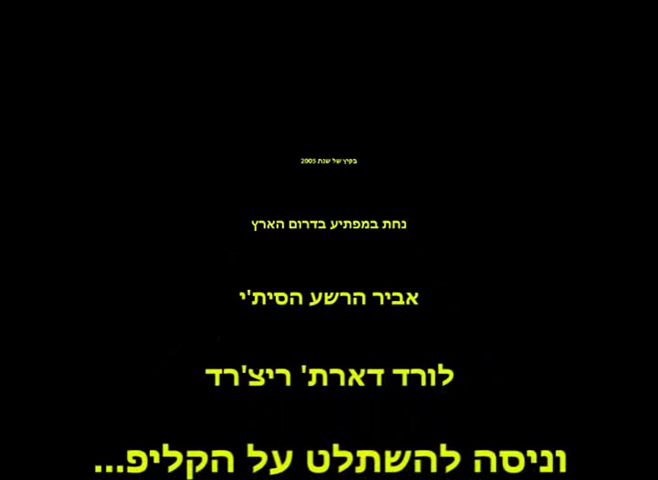 בקיץ של שנת 2005
נחת במפתיע בדרום הארץ
אביר הרשע הסית'י
לורד דארת' ריצ'רד
וניסה להשתלט על הקליפ...